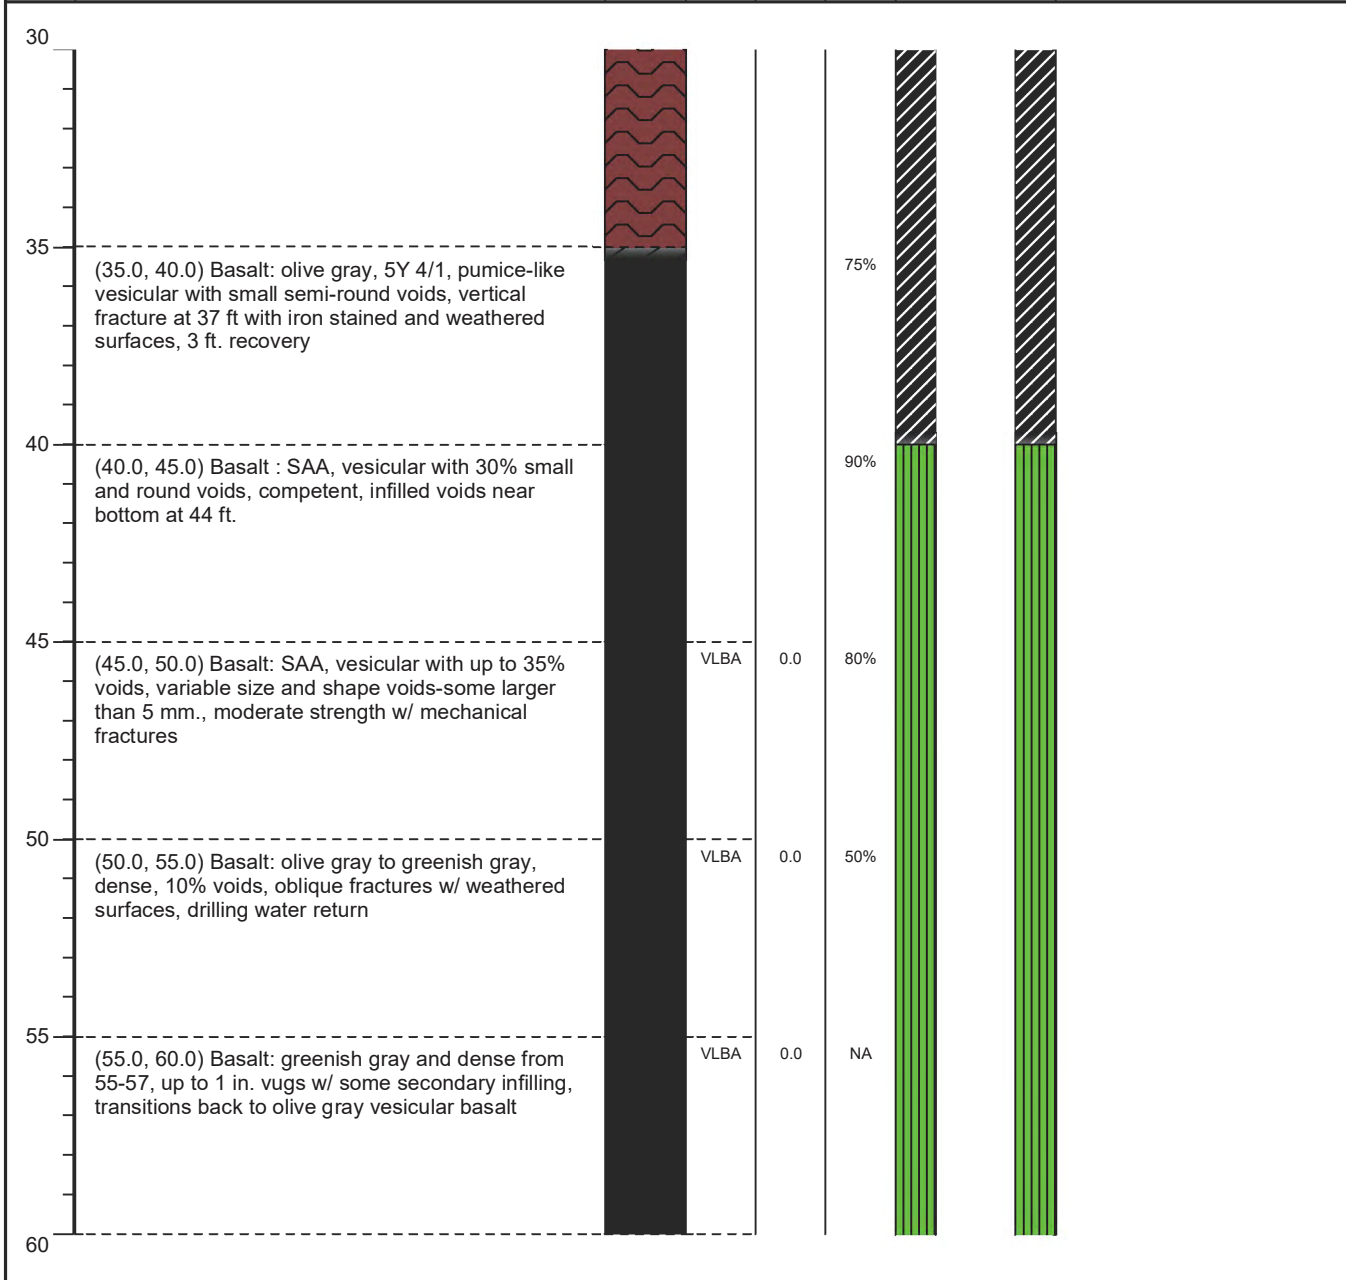 30
35
(35.0, 40.0) Basalt: olive gray, 5Y 4/1, pumice-like
vesicular with small semi-round voids, vertical
fracture at 37 ft with iron stained and weathered
surfaces, 3 ft. recovery
75%
40
(40.0, 45.0) Basalt : SAA, vesicular with 30% small
and round voids, competent, infilled voids near
bottom at 44 ft.
90%
45
(45.0, 50.0) Basalt: SAA, vesicular with up to 35%
voids, variable size and shape voids-some larger
than 5 mm., moderate strength w/ mechanical
fractures
VLBA 0.0 80%
50
(50.0, 55.0) Basalt: olive gray to greenish gray,
dense, 10% voids, oblique fractures w/ weathered
surfaces, drilling water return
VLBA 0.0 50%
55
(55.0, 60.0) Basalt: greenish gray and dense from
55-57, up to 1 in. vugs w/ some secondary infilling,
transitions back to olive gray vesicular basalt
VLBA 0.0 NA
60